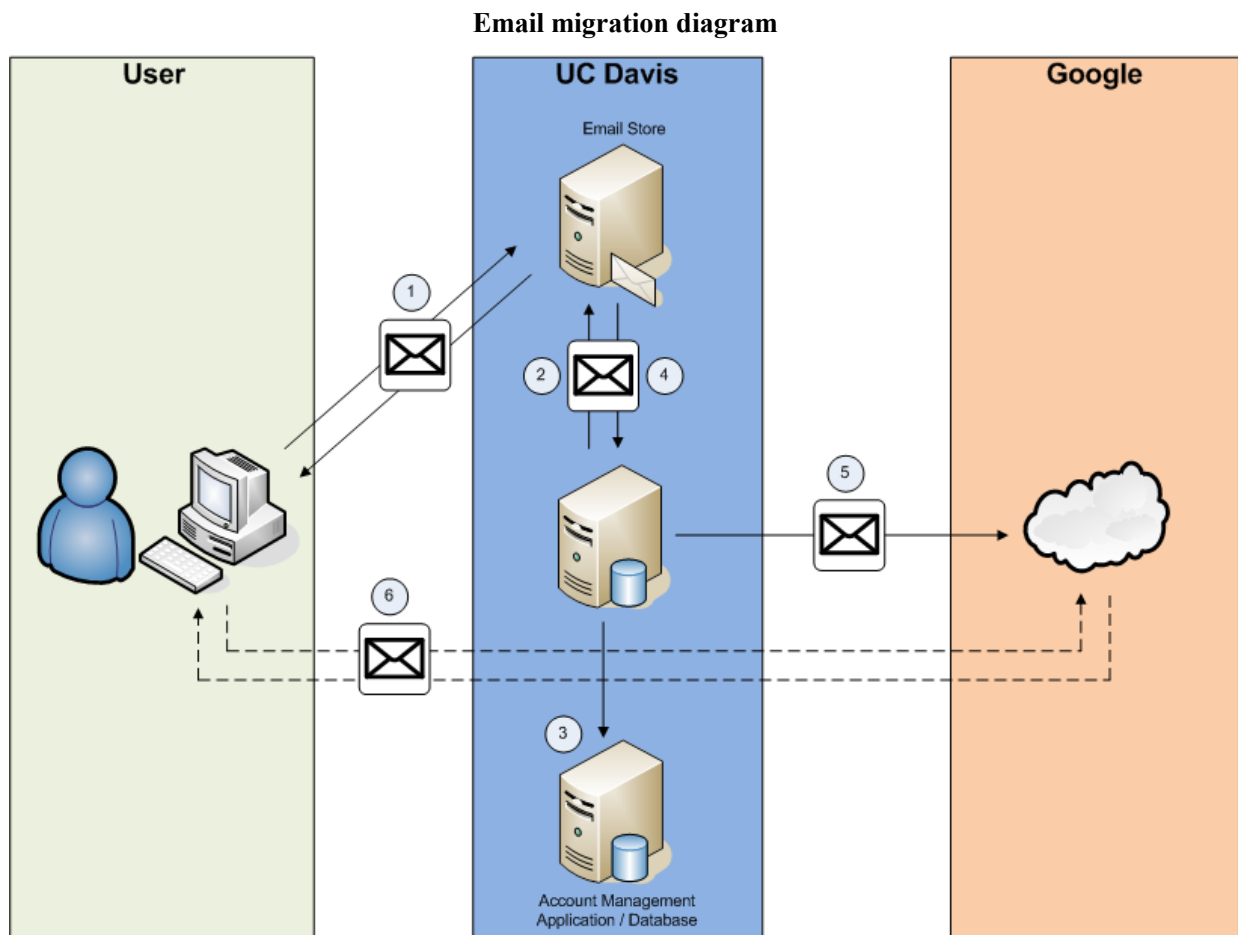 Email migration diagram
User
UC Davis
Google
Email Store
1
2
4
5
6
3
Account Management
Application / Database